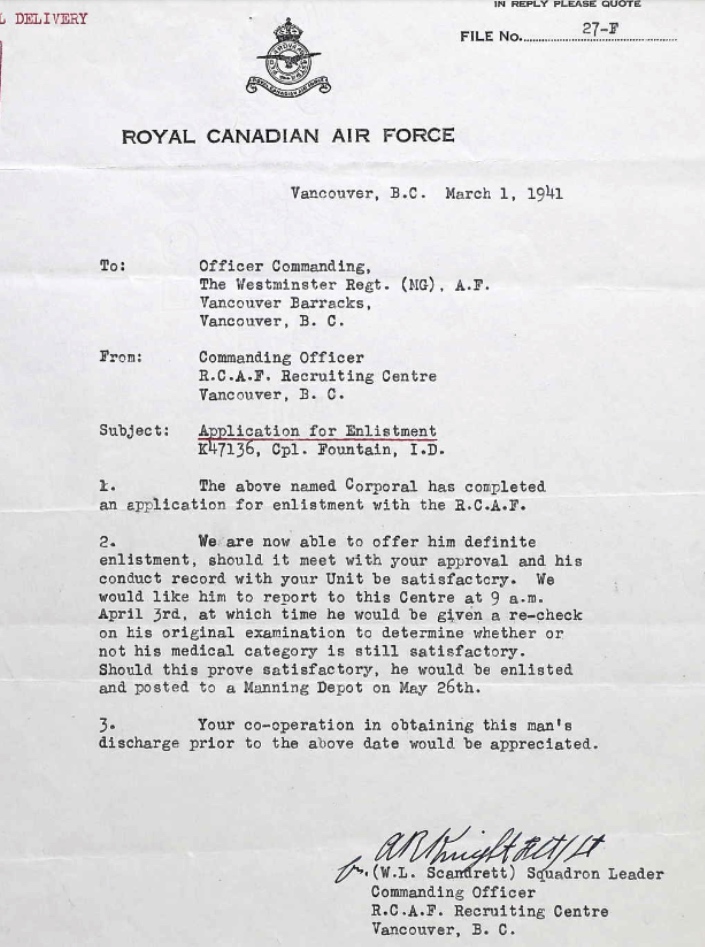 L DELIVERY
IN REPLY PLEASE QUOTE
FILE No. 27-F
ROYAL CANADIAN AIR FORCE
ROYAL CANADIAN AIR FORCE
Vancouver, B.C. March 1, 1941
To: Officer Commanding,
The Westminster Regt. (MG), A.F.
Vancouver Barracks,
Vancouver, B. C.
From: Commanding Officer
R.C.A.F. Recruiting Centre
Vancouver, B. C.
Subject: Application for Enlistment
K47136, Cpl. Fountain, I.D.
1. The above named Corporal has completed
an application for enlistment with the R.C.A.F.
2. We are now able to offer him definite
enlistment, should it meet with your approval and his
conduct record with your Unit be satisfactory. We
would like him to report to this Centre at 9 a.m.
April 3rd, at which time he would be given a re-check
on his original examination to determine whether or
not his medical category is still satisfactory.
Should this prove satisfactory, he would be enlisted
and posted to a Manning Depot on May 26th.
3. Your co-operation in obtaining this man's
discharge prior to the above date would be appreciated.
A R Knight Flt/Lt
for (W.L. Scandrett) Squadron Leader
Commanding Officer
R.C.A.F. Recruiting Centre
Vancouver, B. C.